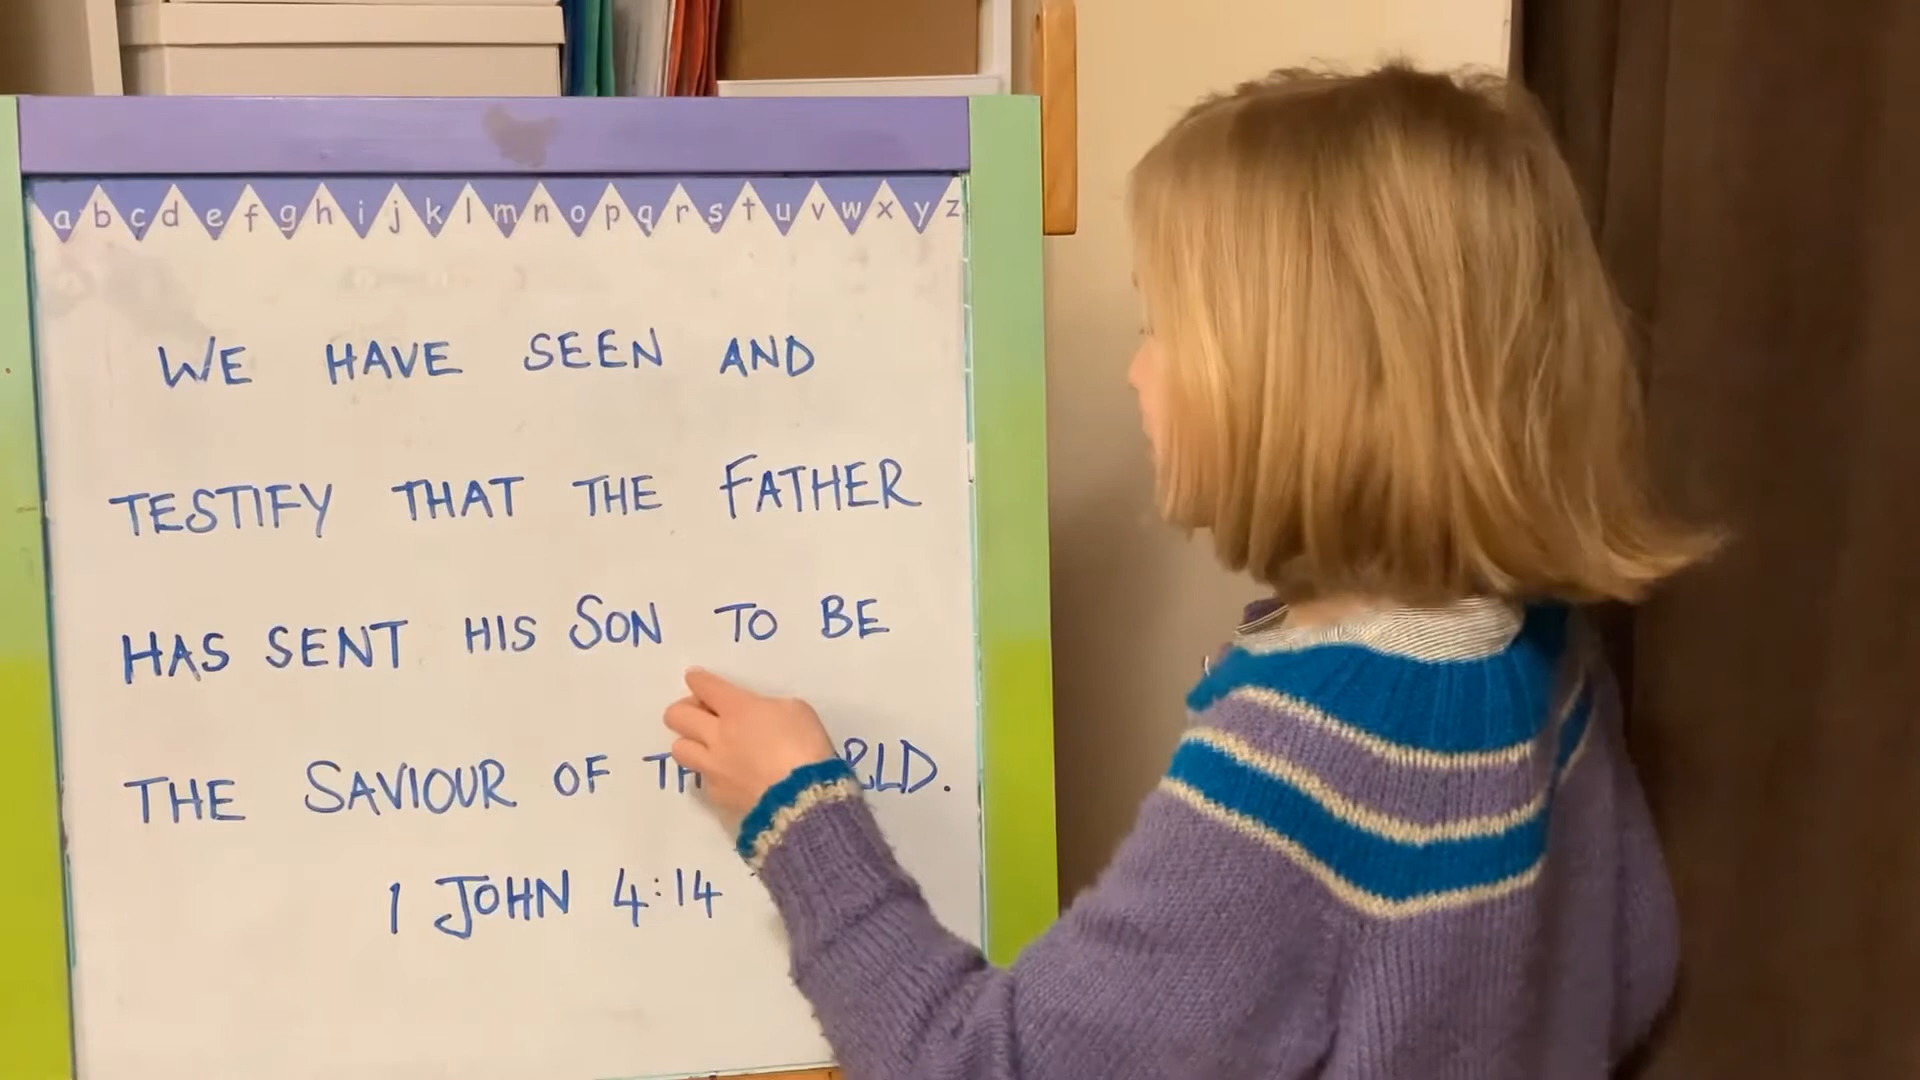 a b c d e f g h i j k l m n o p q r s t u v w x y z
WE HAVE SEEN AND
TESTIFY THAT THE FATHER
HAS SENT HIS SON TO BE
THE SAVIOUR OF
1 JOHN 4:14